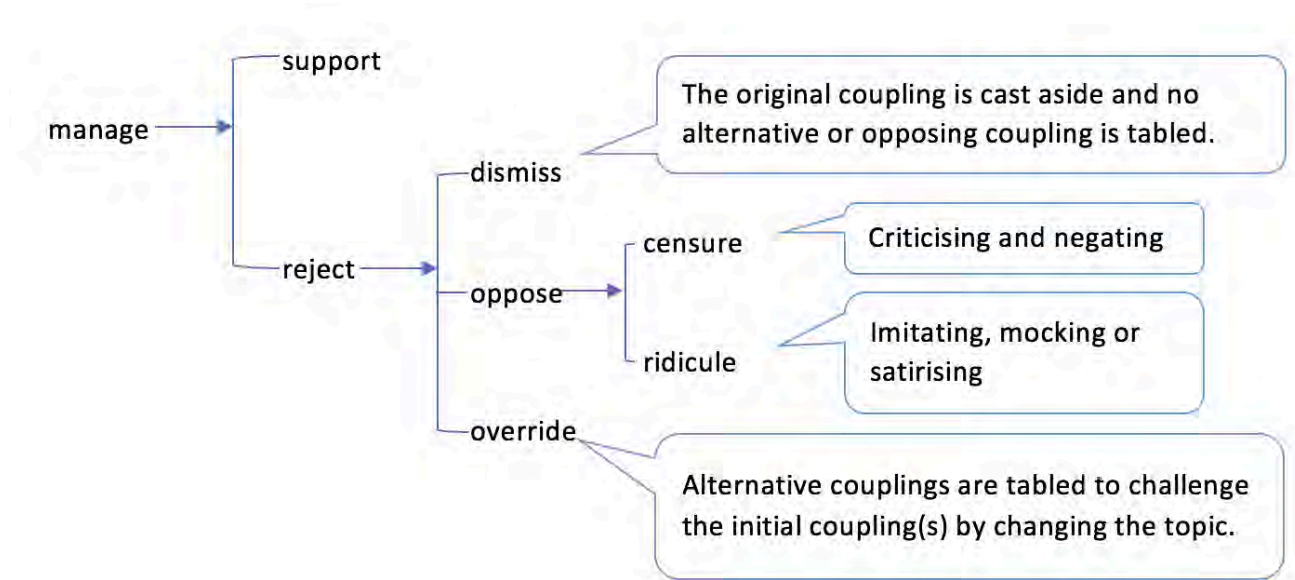 support
manage
The original coupling is cast aside and no
alternative or opposing coupling is tabled.
dismiss
censure
Criticising and negating
reject
oppose
Imitating, mocking or
satirising
ridicule
override
Alternative couplings are tabled to challenge
the initial coupling(s) by changing the topic.